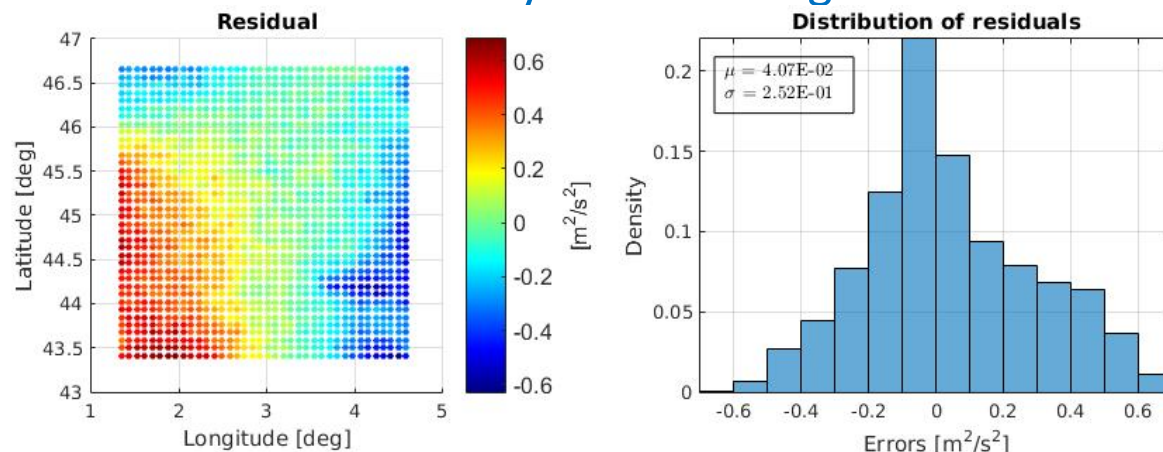 Residual
47
46.5
46
45.5
45
44.5
44
43.5
43
1 2 3 4 5
Latitude [deg]
Longitude [deg]
0.6
0.4
0.2
0
-0.2
-0.4
-0.6
[m²/s²]
Distribution of residuals
μ = 4.07E-02
σ = 2.52E-01
0.2
0.15
0.1
0.05
0
-0.6 -0.4 -0.2 0 0.2 0.4 0.6
Density
Errors [m²/s²]